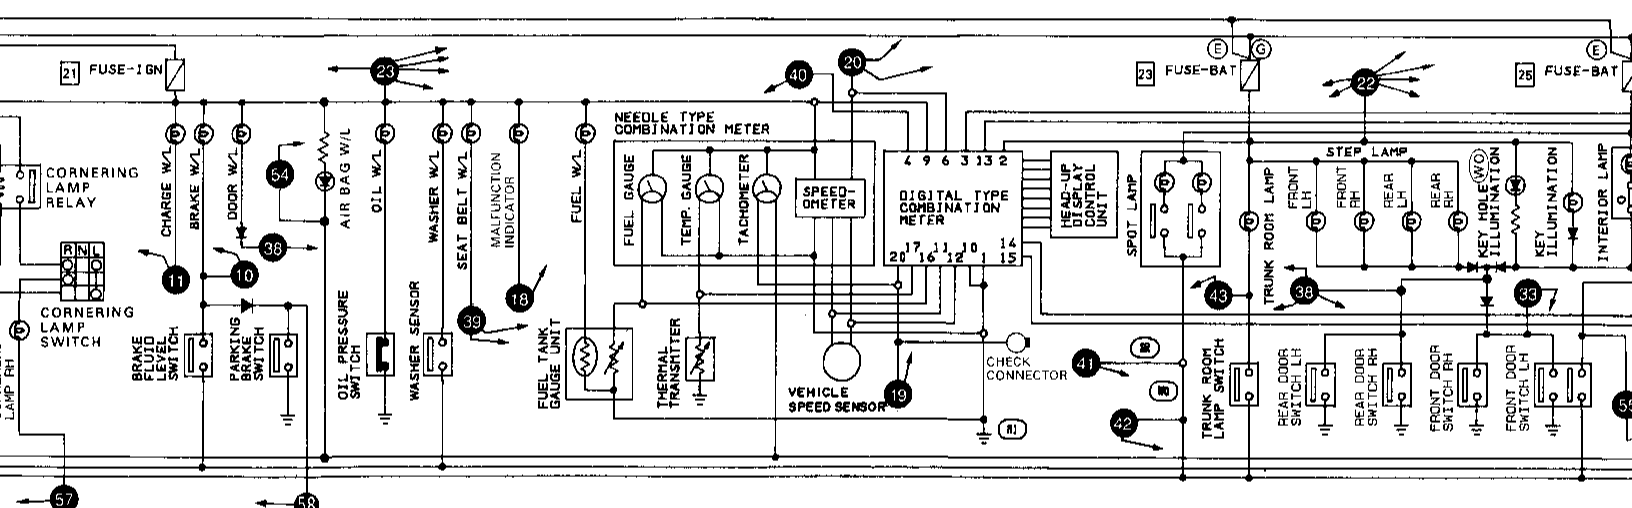 21
FUSE-IGN
23
20
40
E
G
23
FUSE-BAT
22
E
25
FUSE-BAT
CORNERING
LAMP
RELAY
CHARGE W/L
BRAKE W/L
DOOR W/L
54
AIR BAG W/L
OIL W/L
WASHER W/L
SEAT BELT W/L
MALFUNCTION
INDICATOR
FUEL W/L
NEEDLE TYPE
COMBINATION METER
FUEL GAUGE
TEMP. GAUGE
TACHOMETER
SPEED-
OMETER
4 9 6 3 13 2
DIGITAL TYPE
COMBINATION
METER
17 11 10 14
20 16 12 1 15
HEAD-UP
DISPLAY
CONTROL
UNIT
SPOT LAMP
TRUNK ROOM LAMP
STEP LAMP
FRONT
LH
FRONT
RH
REAR
LH
REAR
RH
KEY HOLE W/O
ILLUMINATION
KEY
ILLUMINATION
INTERIOR LAMP
R N L
11
10
38
18
39
43
38
33
CORNERING
LAMP
SWITCH
LAMP RH
BRAKE
FLUID
LEVEL
SWITCH
PARKING
BRAKE
SWITCH
OIL PRESSURE
SWITCH
WASHER SENSOR
FUEL TANK
GAUGE UNIT
THERMAL
TRANSMITTER
VEHICLE
SPEED SENSOR
19
CHECK
CONNECTOR
41
42
TRUNK ROOM
LAMP SWITCH
REAR DOOR
SWITCH LH
REAR DOOR
SWITCH RH
FRONT DOOR
SWITCH RH
FRONT DOOR
SWITCH LH
57
58